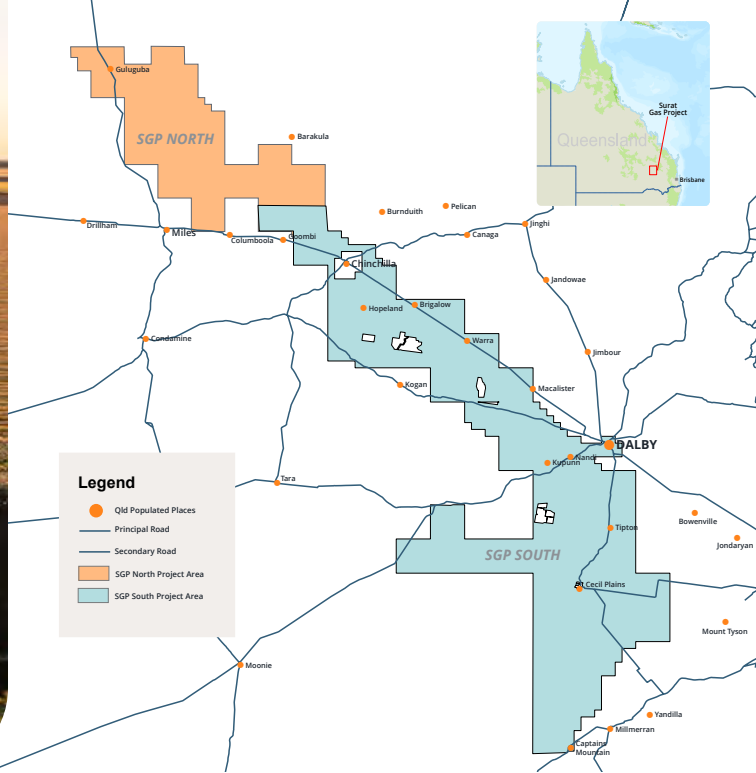 Guluguba
SGP NORTH
Barakula
Surat
Gas Project
Queensland
Brisbane
Drillham
Miles
Columboola
Goombi
Burnduith
Pelican
Canaga
Jinghi
Chinchilla
Jandowae
Hopeland
Brigalow
Condamine
Warra
Jimbour
Kogan
Macalister
DALBY
Nandi
Kupunn
Legend
Qld Populated Places
Principal Road
Secondary Road
SGP North Project Area
SGP South Project Area
Tara
Bowenville
Tipton
Jondaryan
SGP SOUTH
Cecil Plains
Mount Tyson
Moonie
Yandilla
Millmerran
Captains
Mountain